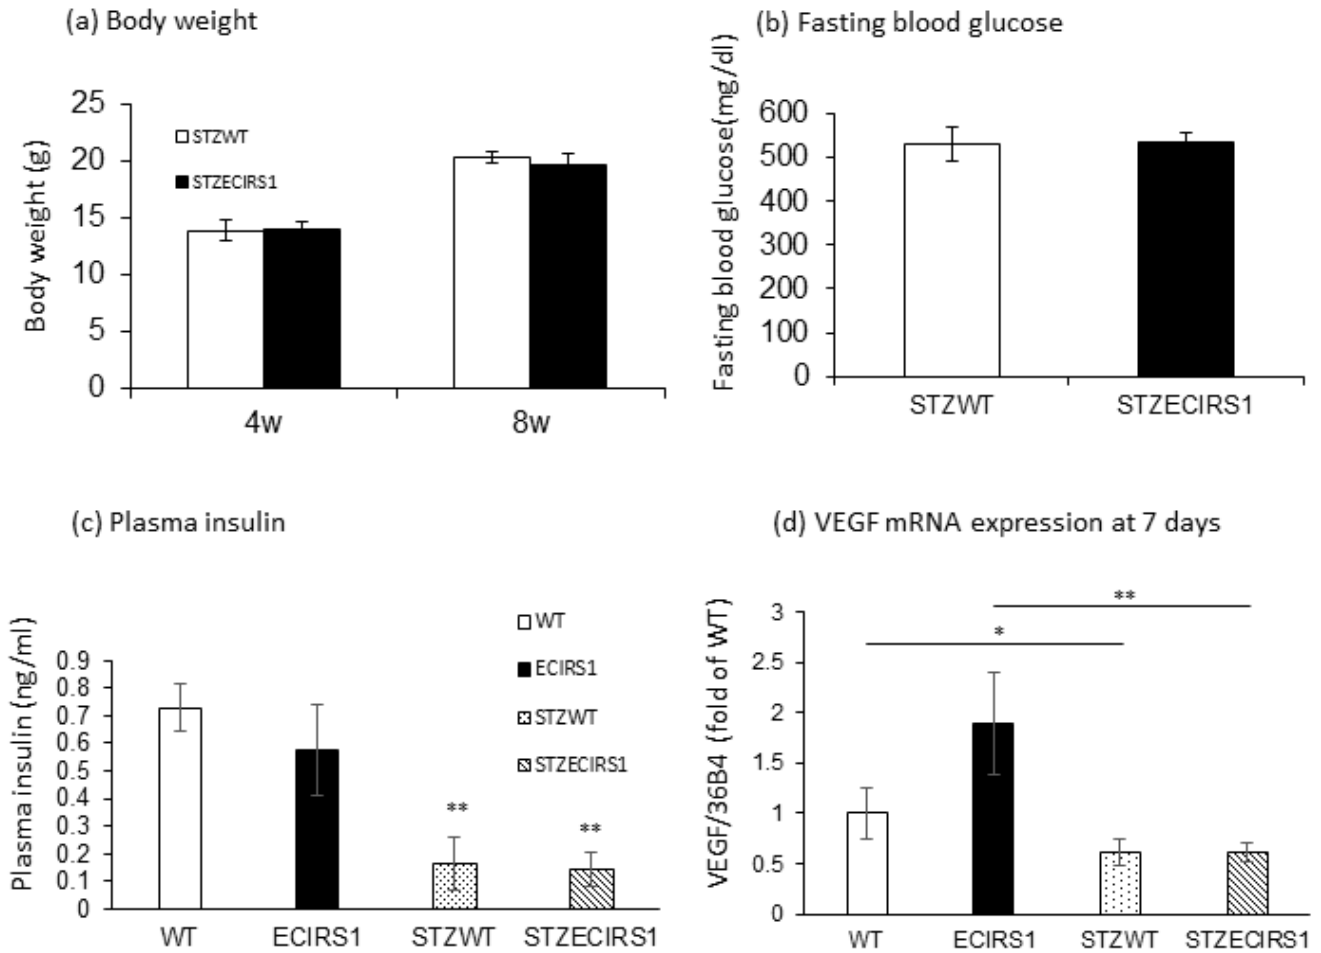 (a) Body weight
Body weight (g)
25
20
15
10
5
0
STZWT
STZECIRS1
4w
8w
(b) Fasting blood glucose
Fasting blood glucose(mg/dl)
600
500
400
300
200
100
0
STZWT
STZECIRS1
(c) Plasma insulin
Plasma insulin (ng/ml)
0.9
0.8
0.7
0.6
0.5
0.4
0.3
0.2
0.1
0
WT
ECIRS1
STZWT
STZECIRS1
**
**
WT
ECIRS1
STZWT
STZECIRS1
(d) VEGF mRNA expression at 7 days
VEGF/36B4 (fold of WT)
3
2.5
2
1.5
1
0.5
0
**
*
WT
ECIRS1
STZWT
STZECIRS1